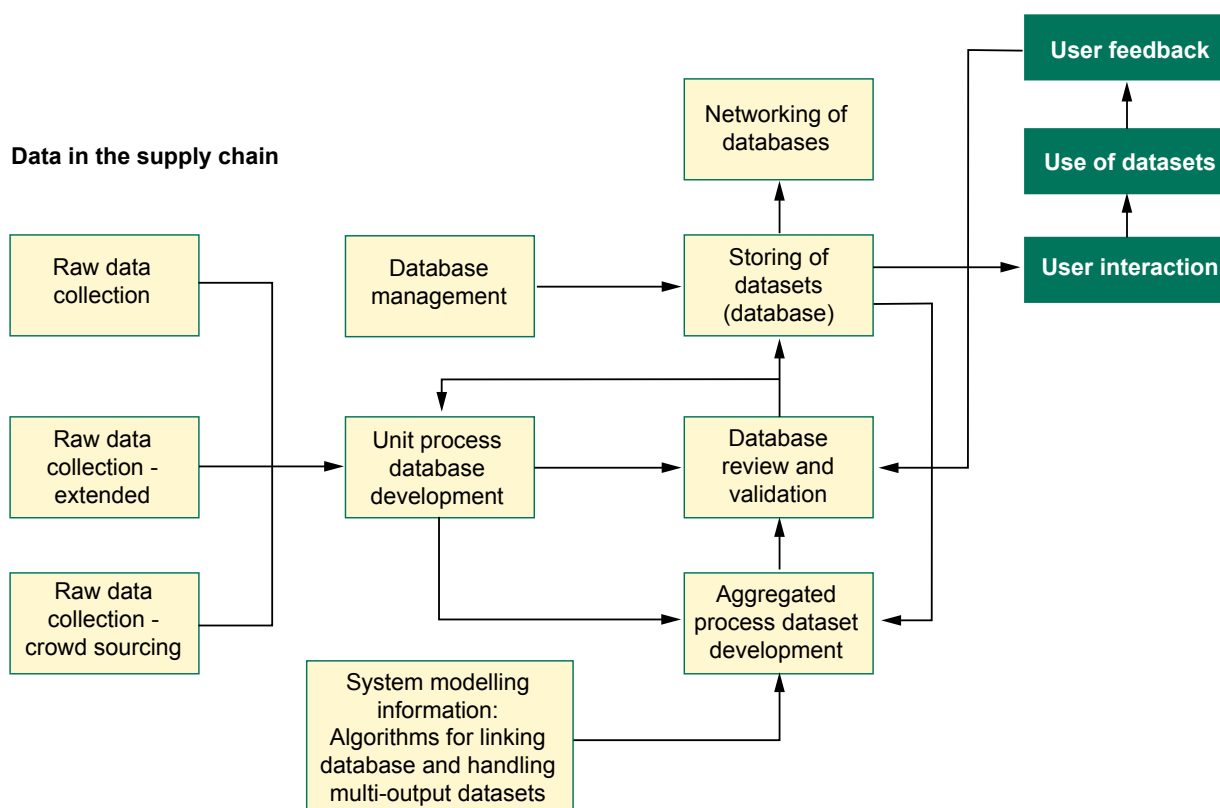 User feedback
Networking of
databases
Data in the supply chain
Use of datasets
Raw data
collection
Database
management
Storing of
datasets
(database)
User interaction
Raw data
collection -
extended
Unit process
database
development
Database
review and
validation
Raw data
collection -
crowd sourcing
Aggregated
process dataset
development
System modelling
information:
Algorithms for linking
database and handling
multi-output datasets